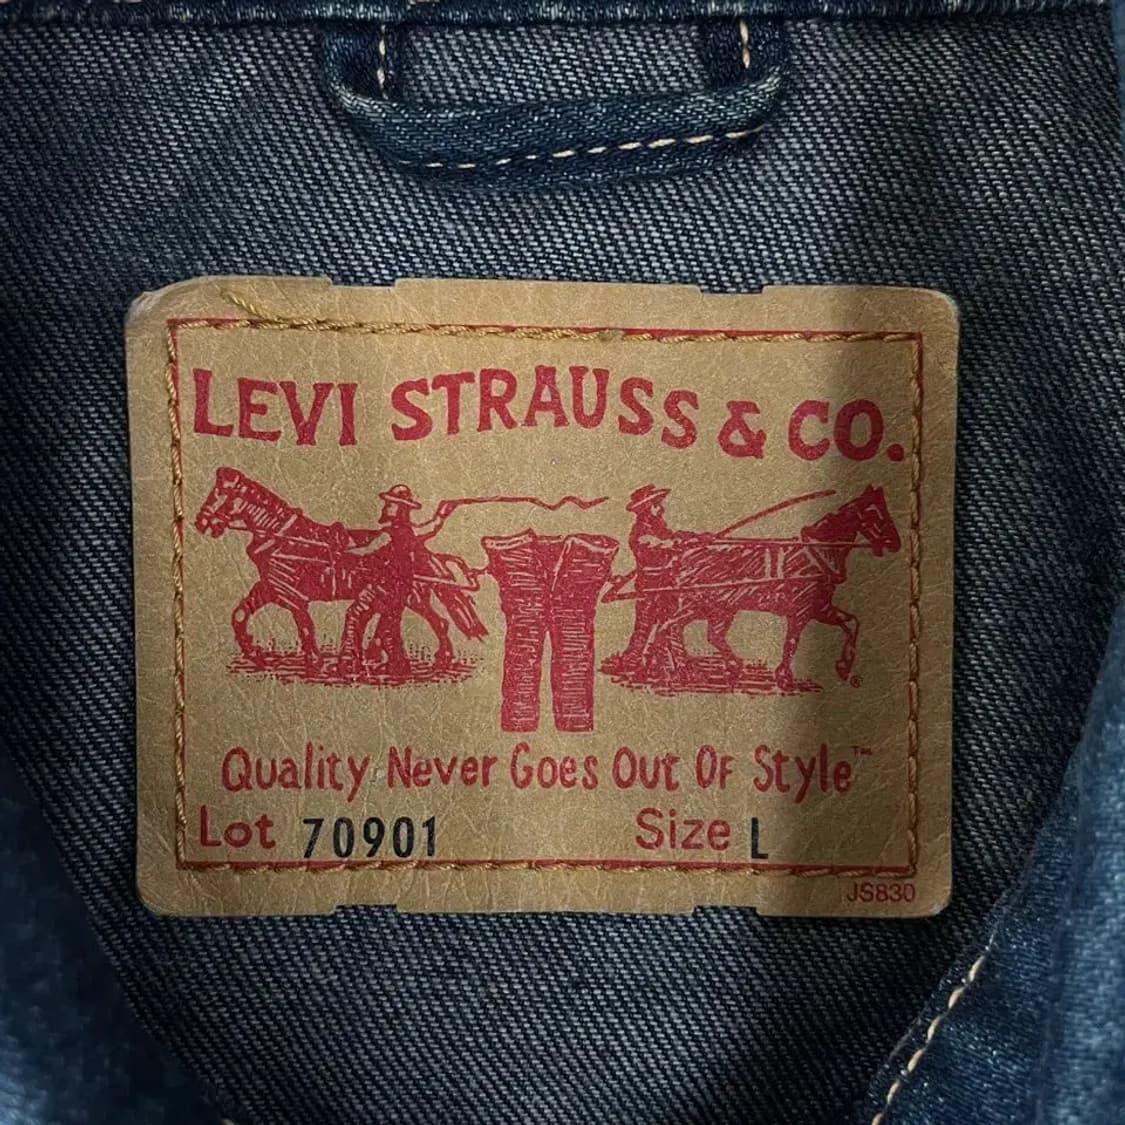 LEVI STRAUSS & CO.
®
Quality Never Goes Out Of Style™
Lot 70901 Size L
JS830